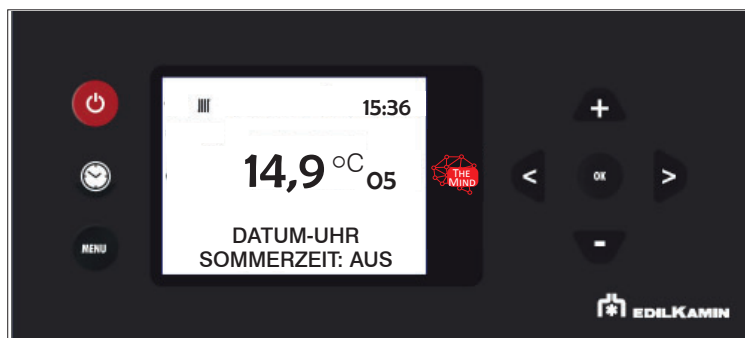 15:36
14,9 °C 05
THE
MIND
DATUM-UHR
SOMMERZEIT: AUS
MENU
OK
EDILKAMIN